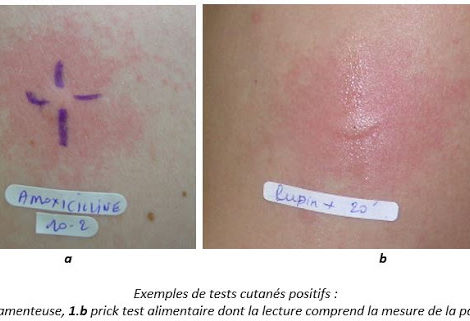 AMOXICILLINE
10-2
Lupin + 20'
a
b
Exemples de tests cutanés positifs :
amenteuse, 1.b prick test alimentaire dont la lecture comprend la mesure de la p